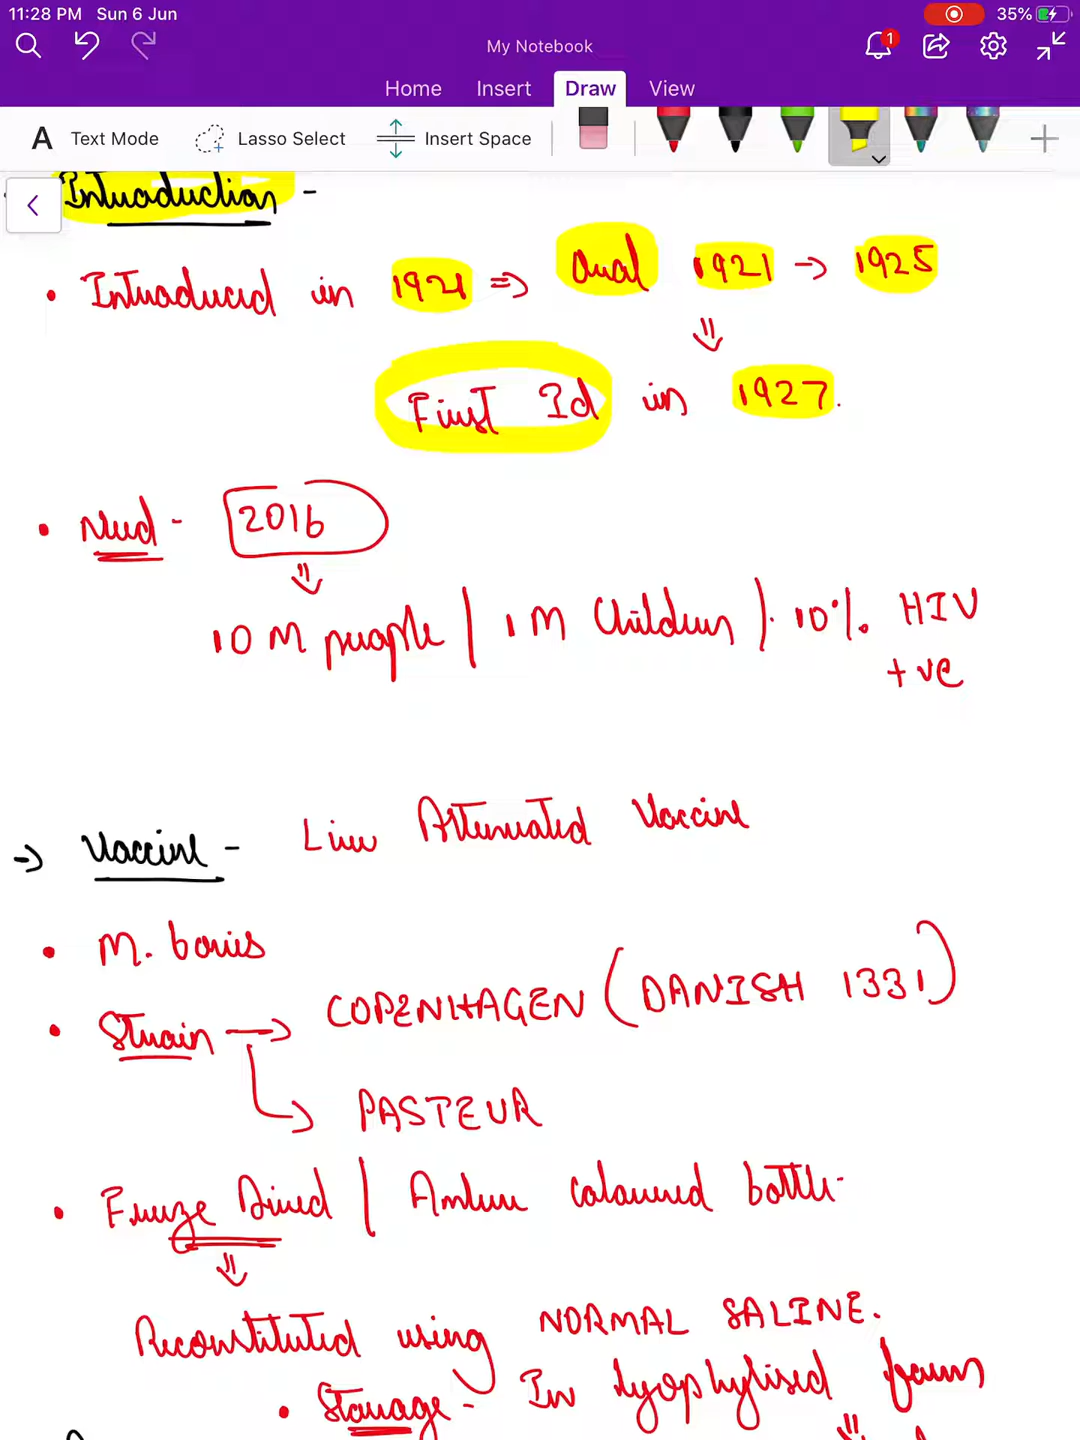 11:28 PM Sun 6 Jun 35%
My Notebook 1
Home Insert Draw View
A Text Mode Lasso Select Insert Space
Introduction -
• Introduced in 1921 ⇒ Oral 1921 → 1925
⇓
First Id in 1927.
• Need - 2016
⇓
10 M people / 1 M Children / 10% HIV
+ve
→ Vaccine - Live Attenuated Vaccine
• M. bovis
• Strain → COPENHAGEN (DANISH 1331)
↳ PASTEUR
• Freeze Dried / Amber coloured bottle.
⇓
Reconstituted using NORMAL SALINE.
• Storage - In lyophylised form